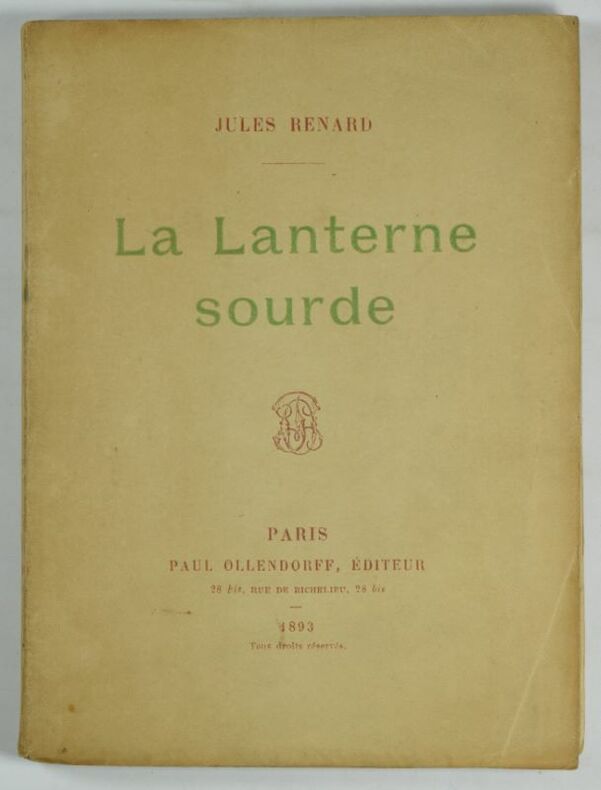 JULES RENARD
La Lanterne
sourde
PARIS
PAUL OLLENDORFF, ÉDITEUR
28 bis, RUE DE RICHELIEU, 28 bis
1893
Tous droits réservés.